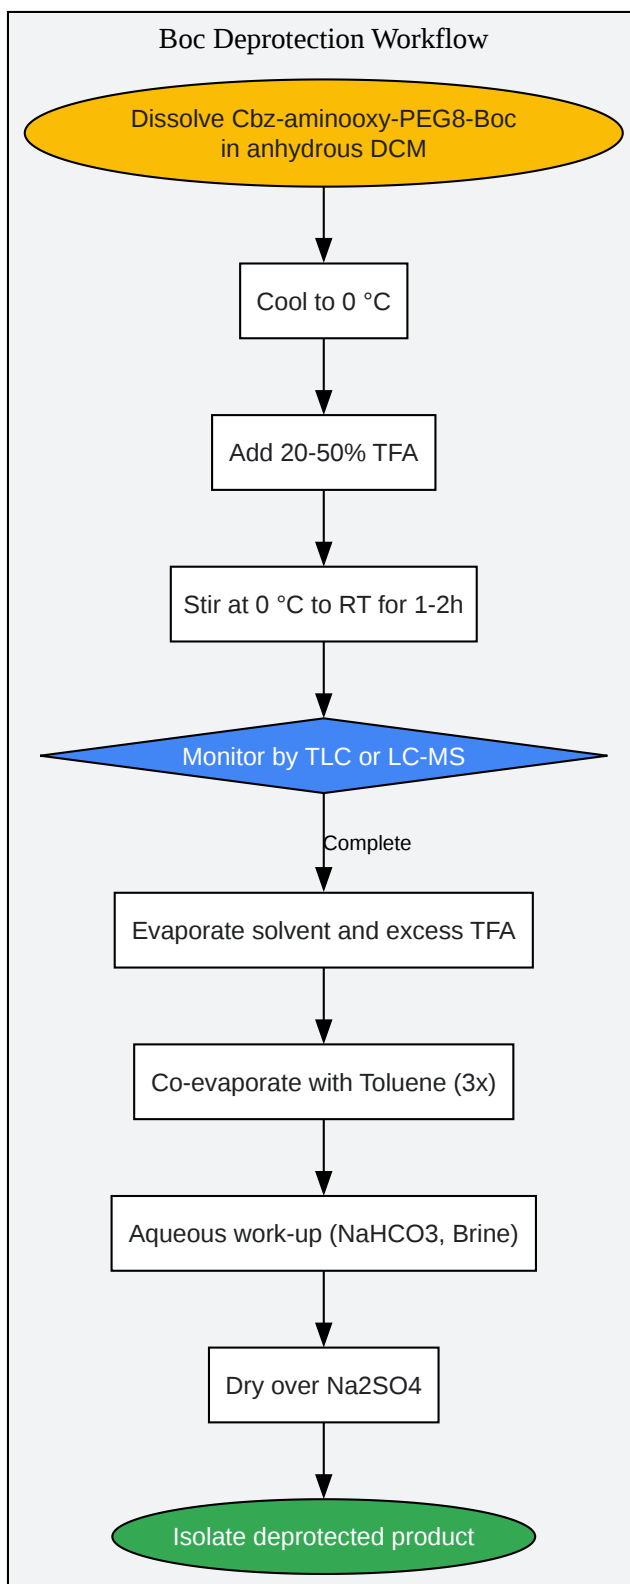 Boc Deprotection Workflow
Dissolve Cbz-aminooxy-PEG8-Boc
in anhydrous DCM
Cool to 0 °C
Add 20-50% TFA
Stir at 0 °C to RT for 1-2h
Monitor by TLC or LC-MS
Complete
Evaporate solvent and excess TFA
Co-evaporate with Toluene (3x)
Aqueous work-up (NaHCO3, Brine)
Dry over Na2SO4
Isolate deprotected product